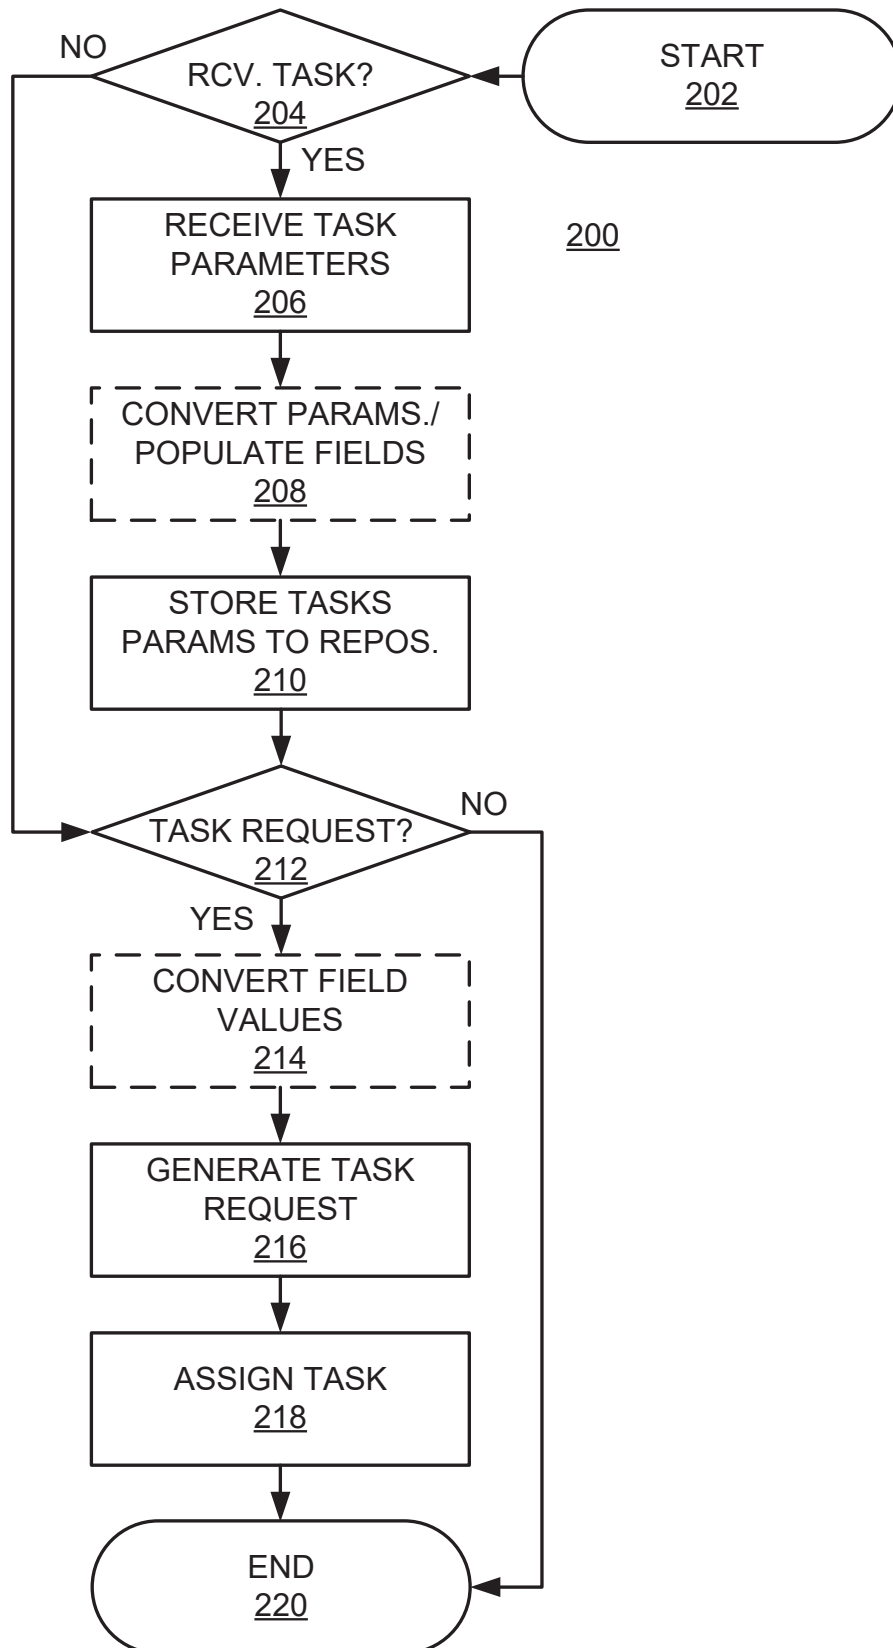 NO
RCV. TASK?
204
START
202
YES
RECEIVE TASK
PARAMETERS
206
200
CONVERT PARAMS./
POPULATE FIELDS
208
STORE TASKS
PARAMS TO REPOS.
210
NO
TASK REQUEST?
212
YES
CONVERT FIELD
VALUES
214
GENERATE TASK
REQUEST
216
ASSIGN TASK
218
END
220